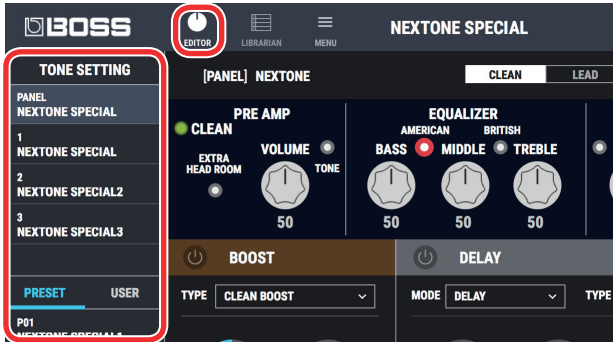 BOSS
EDITOR
LIBRARIAN
MENU
NEXTONE SPECIAL
TONE SETTING
PANEL
NEXTONE SPECIAL
1
NEXTONE SPECIAL
2
NEXTONE SPECIAL2
3
NEXTONE SPECIAL3
PRESET USER
P01
NEXTONE SPECIAL1
[PANEL] NEXTONE
CLEAN LEAD
PRE AMP
CLEAN
EXTRA
HEAD ROOM
VOLUME
TONE
50
EQUALIZER
AMERICAN BRITISH
BASS MIDDLE TREBLE
50 50 50
BOOST
TYPE CLEAN BOOST
DELAY
MODE DELAY
TYPE